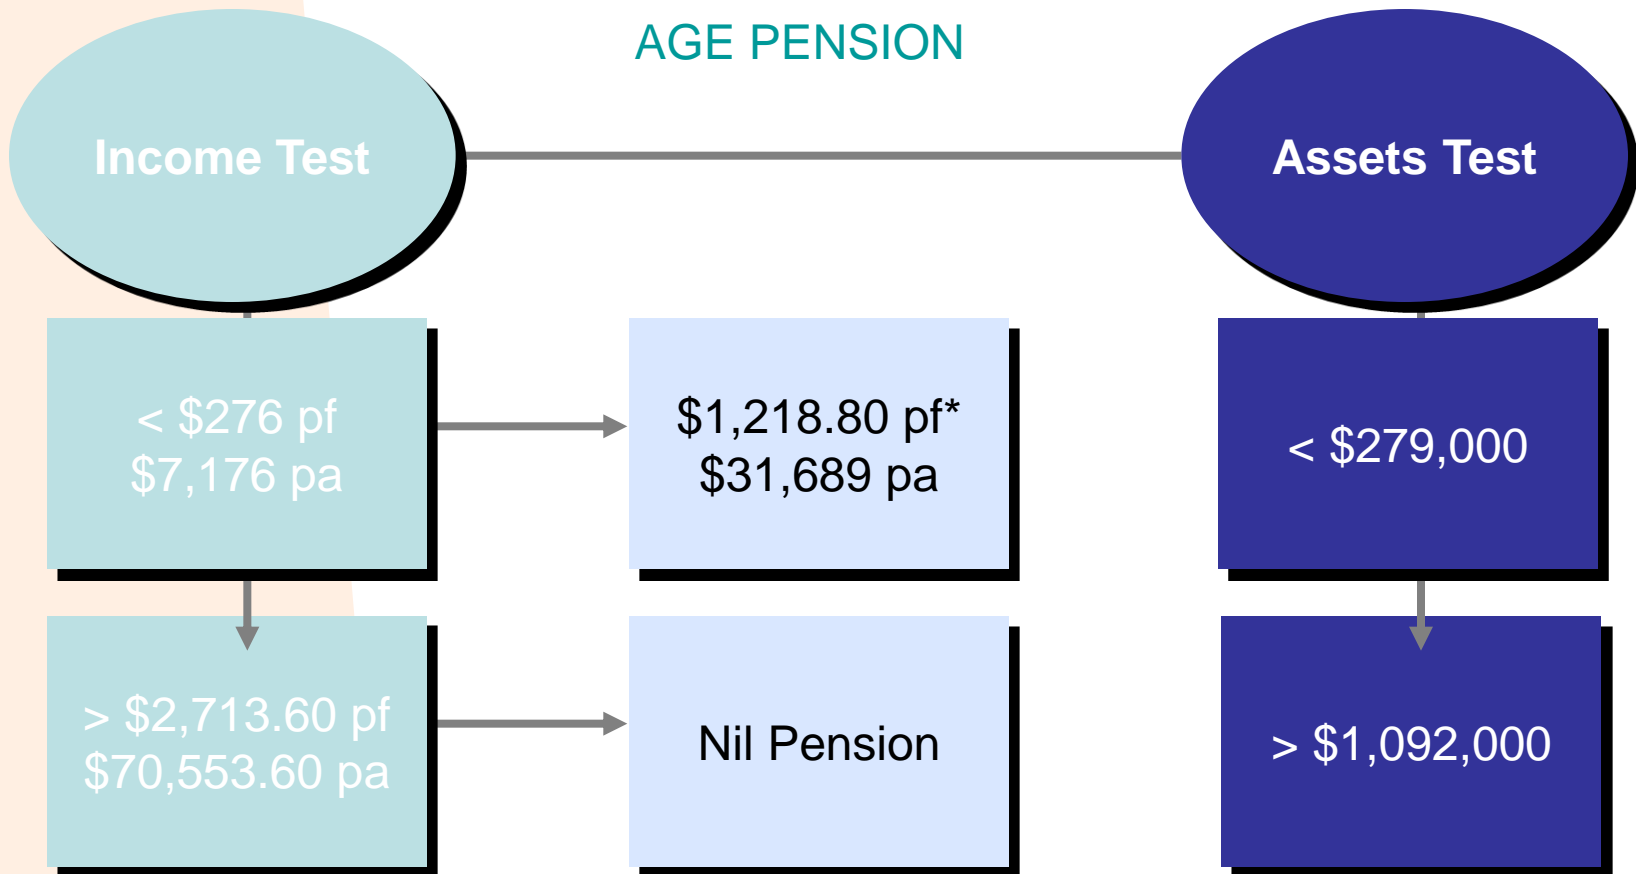 AGE PENSION
Income Test
Assets Test
< $276 pf
$7,176 pa
$1,218.80 pf*
$31,689 pa
< $279,000
> $2,713.60 pf
$70,553.60 pa
Nil Pension
> $1,092,000